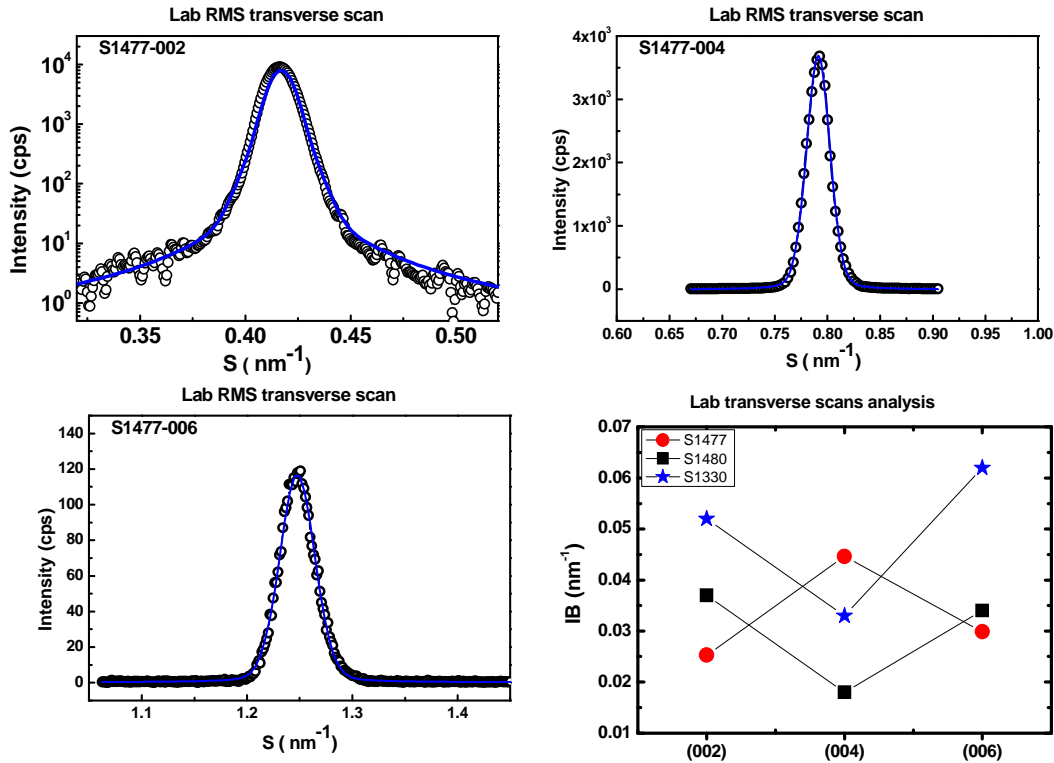 Lab RMS transverse scan
S1477-002
10^4
10^3
10^2
10^1
10^0
Intensity (cps)
0.35 0.40 0.45 0.50
S ( nm^-1)
Lab RMS transverse scan
S1477-004
4x10^3
3x10^3
2x10^3
1x10^3
0
Intensity (cps)
0.60 0.65 0.70 0.75 0.80 0.85 0.90 0.95 1.00
S ( nm^-1)
Lab RMS transverse scan
S1477-006
140
120
100
80
60
40
20
0
Intensity (cps)
1.1 1.2 1.3 1.4
S ( nm^-1)
Lab transverse scans analysis
S1477
S1480
S1330
0.07
0.06
0.05
0.04
0.03
0.02
0.01
IB (nm^-1)
(002) (004) (006)